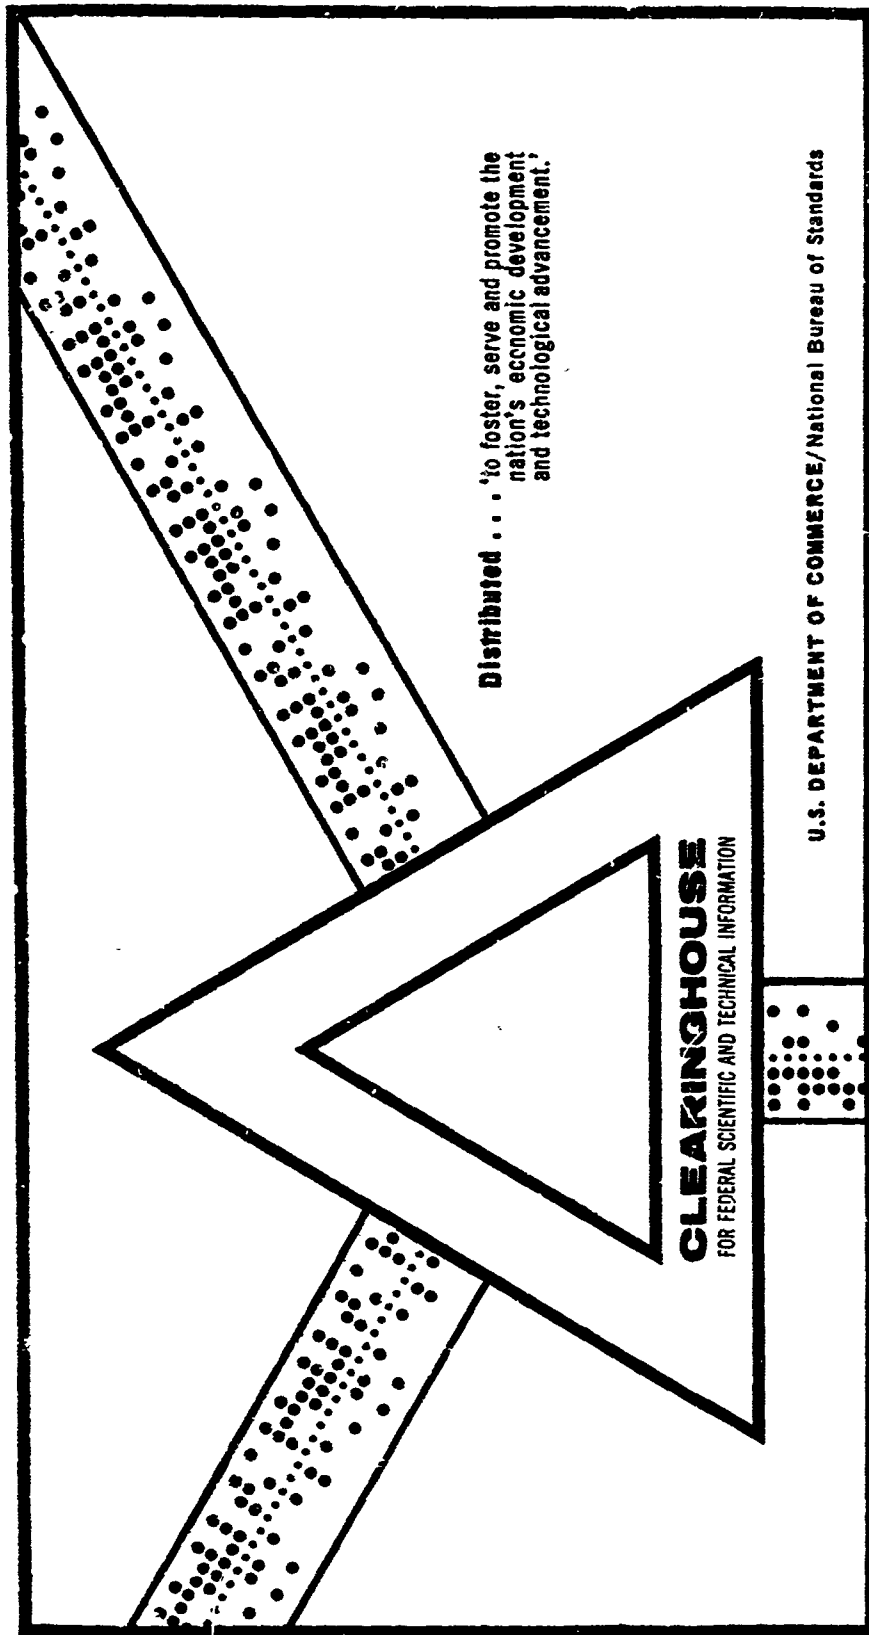 Distributed . . . 'to foster, serve and promote the
nation's economic development
and technological advancement.'
CLEARINGHOUSE
FOR FEDERAL SCIENTIFIC AND TECHNICAL INFORMATION
U.S. DEPARTMENT OF COMMERCE/National Bureau of Standards